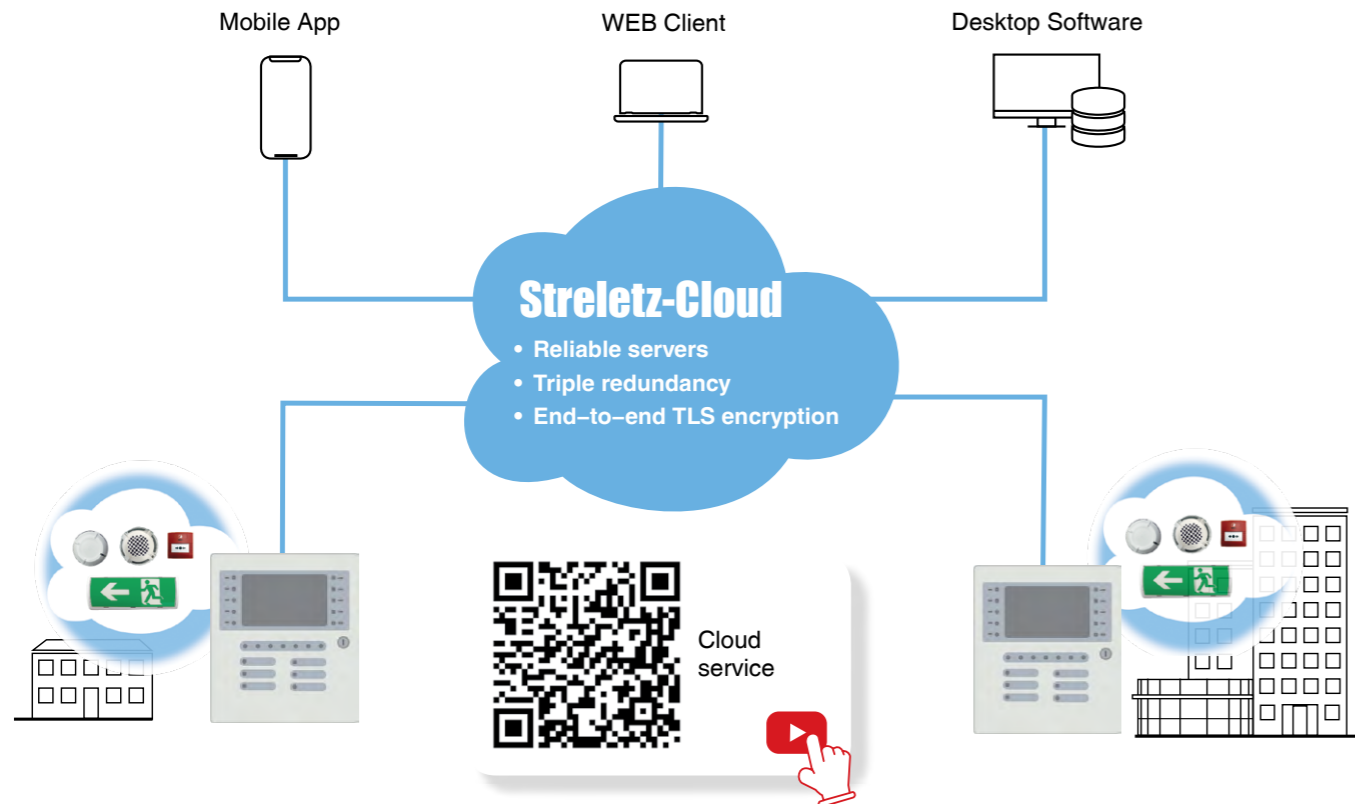 Mobile App
WEB Client
Desktop Software
Streletz-Cloud
• Reliable servers
• Triple redundancy
• End–to–end TLS encryption
Cloud
service